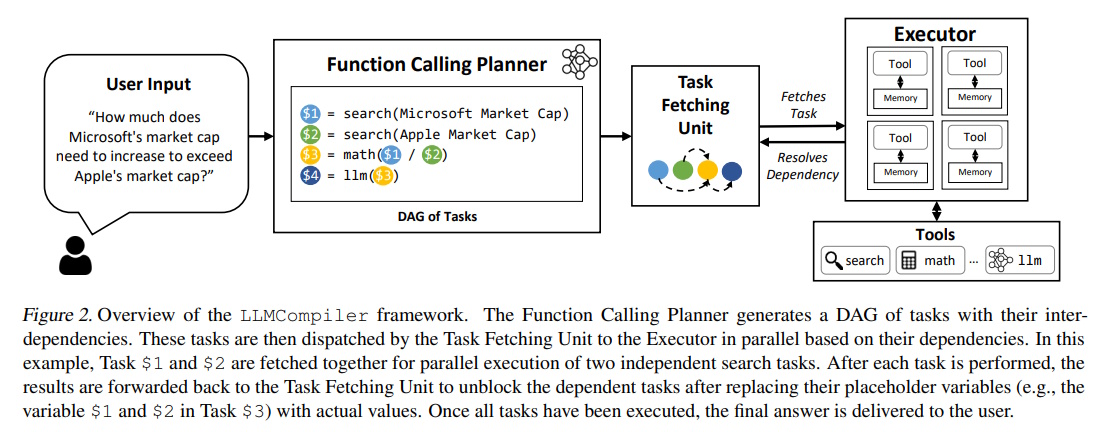 User Input
“How much does
Microsoft's market cap
need to increase to exceed
Apple's market cap?”
Function Calling Planner
$1 = search(Microsoft Market Cap)
$2 = search(Apple Market Cap)
$3 = math($1 / $2)
$4 = llm($3)
DAG of Tasks
Task
Fetching
Unit
Fetches
Task
Resolves
Dependency
Executor
Tool
Memory
Tool
Memory
Tool
Memory
Tool
Memory
Tools
search
math
...
llm
Figure 2. Overview of the LLMCompiler framework. The Function Calling Planner generates a DAG of tasks with their inter-
dependencies. These tasks are then dispatched by the Task Fetching Unit to the Executor in parallel based on their dependencies. In this
example, Task $1 and $2 are fetched together for parallel execution of two independent search tasks. After each task is performed, the
results are forwarded back to the Task Fetching Unit to unblock the dependent tasks after replacing their placeholder variables (e.g., the
variable $1 and $2 in Task $3) with actual values. Once all tasks have been executed, the final answer is delivered to the user.